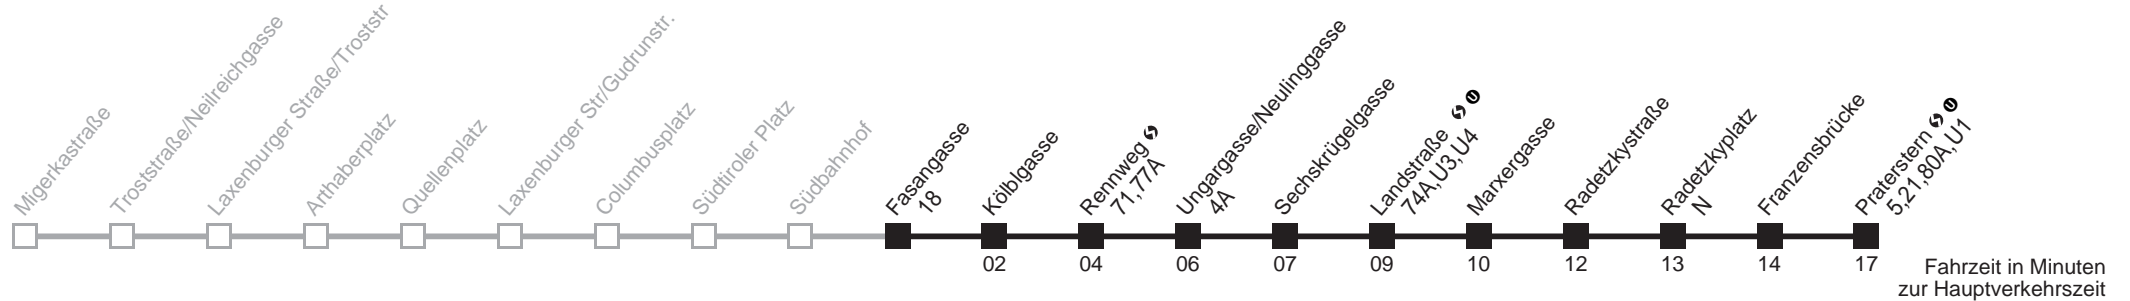 Migerkastraße
Troststraße/Neilreichgasse
Laxenburger Straße/Troststr
Arthaberplatz
Quellenplatz
Laxenburger Str/Gudrunstr.
Columbusplatz
Südtiroler Platz
Südbahnhof
Fasangasse
18
Kölblgasse
Rennweg S
71,77A
Ungargasse/Neulinggasse
4A
Sechskrügelgasse
Landstraße S U
74A,U3,U4
Marxergasse
Radetzkystraße
Radetzkyplatz
N
Franzensbrücke
Praterstern S U
5,21,80A,U1
02 04 06 07 09 10 12 13 14 17
Fahrzeit in Minuten
zur Hauptverkehrszeit